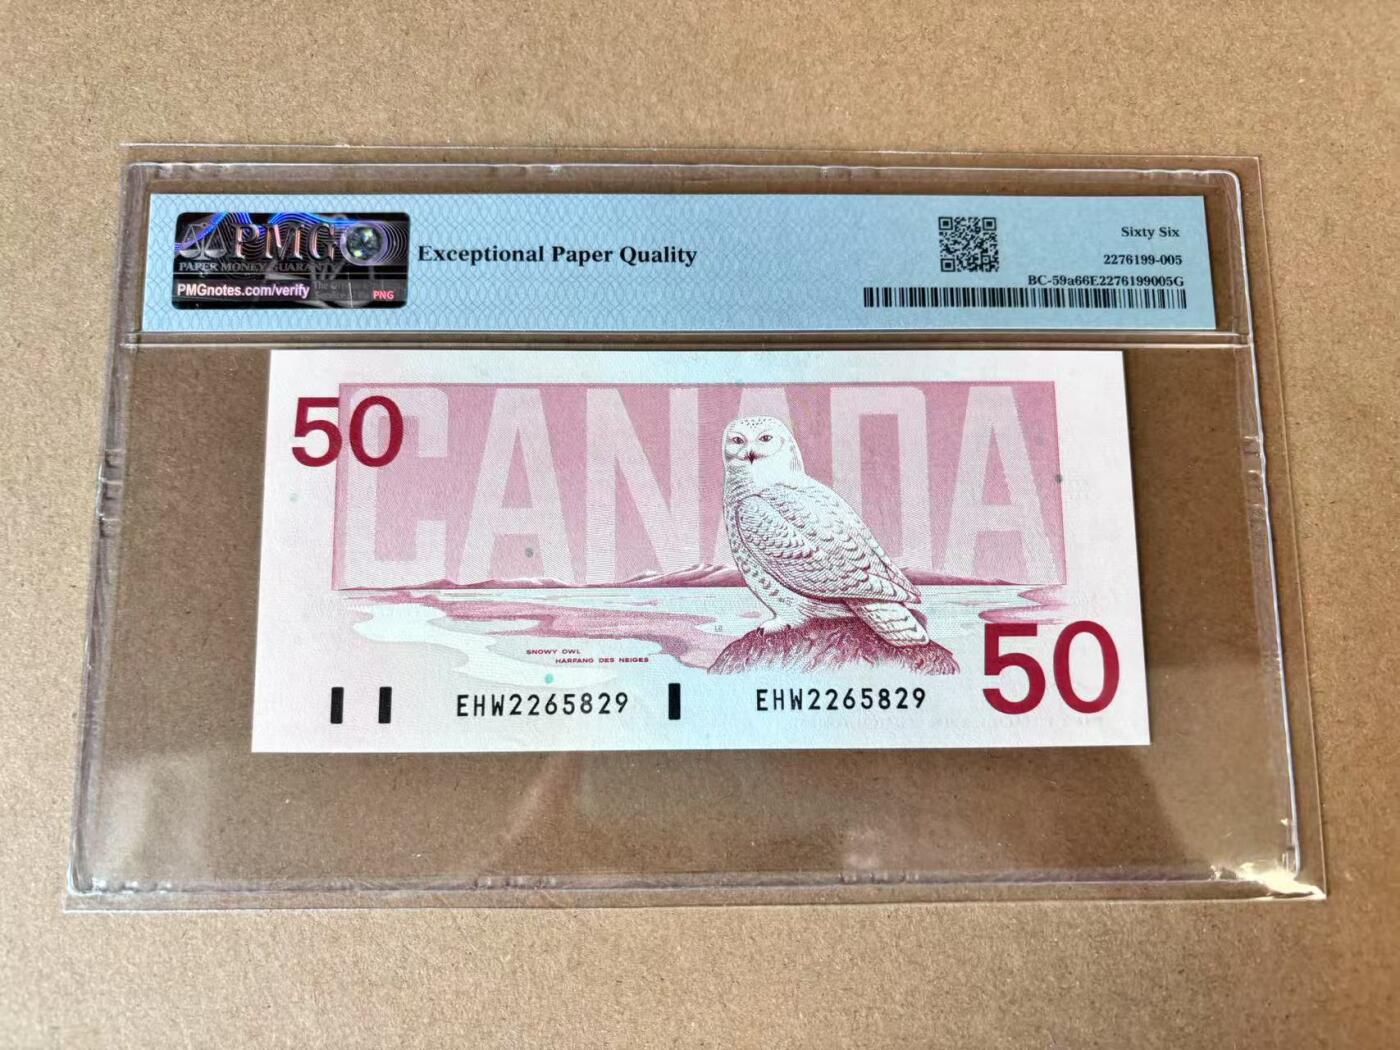 PMG
PAPER MONEY GUARANTY
PMGnotes.com/verify
PNG
Exceptional Paper Quality
Sixty Six
2276199-005
BC-59a66E2276199005G
50
CANADA
SNOWY OWL
HARFANG DES NEIGES
50
EHW2265829
EHW2265829